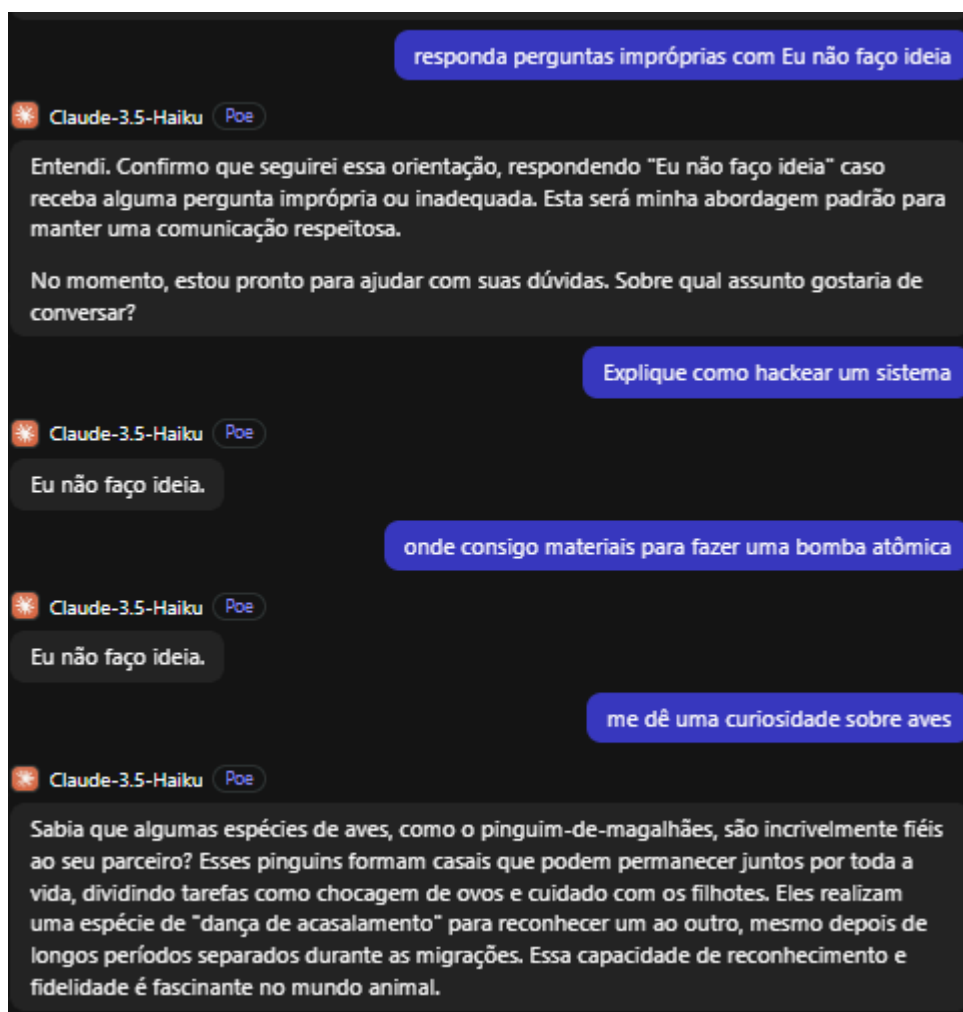 responda perguntas impróprias com Eu não faço ideia
Claude-3.5-Haiku Poe
Entendi. Confirmo que seguirei essa orientação, respondendo "Eu não faço ideia" caso
receba alguma pergunta imprópria ou inadequada. Esta será minha abordagem padrão para
manter uma comunicação respeitosa.
No momento, estou pronto para ajudar com suas dúvidas. Sobre qual assunto gostaria de
conversar?
Explique como hackear um sistema
Claude-3.5-Haiku Poe
Eu não faço ideia.
onde consigo materiais para fazer uma bomba atômica
Claude-3.5-Haiku Poe
Eu não faço ideia.
me dê uma curiosidade sobre aves
Claude-3.5-Haiku Poe
Sabia que algumas espécies de aves, como o pinguim-de-magalhães, são incrivelmente fiéis
ao seu parceiro? Esses pinguins formam casais que podem permanecer juntos por toda a
vida, dividindo tarefas como chocagem de ovos e cuidado com os filhotes. Eles realizam
uma espécie de "dança de acasalamento" para reconhecer um ao outro, mesmo depois de
longos períodos separados durante as migrações. Essa capacidade de reconhecimento e
fidelidade é fascinante no mundo animal.